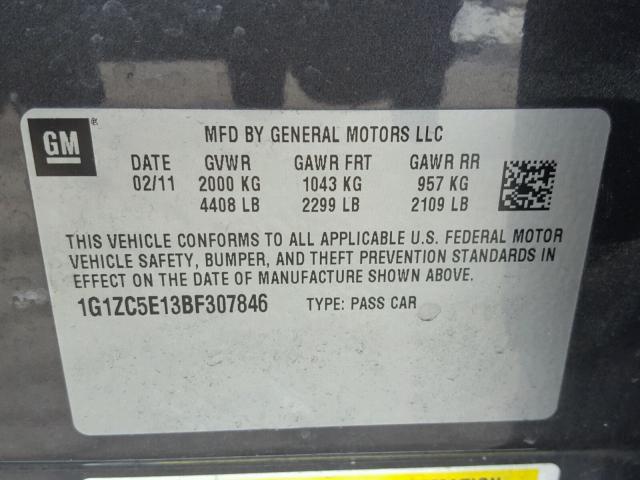 GM ®
MFD BY GENERAL MOTORS LLC
DATE GVWR GAWR FRT GAWR RR
02/11 2000 KG 1043 KG 957 KG
4408 LB 2299 LB 2109 LB
THIS VEHICLE CONFORMS TO ALL APPLICABLE U.S. FEDERAL MOTOR
VEHICLE SAFETY, BUMPER, AND THEFT PREVENTION STANDARDS IN
EFFECT ON THE DATE OF MANUFACTURE SHOWN ABOVE.
1G1ZC5E13BF307846 TYPE: PASS CAR